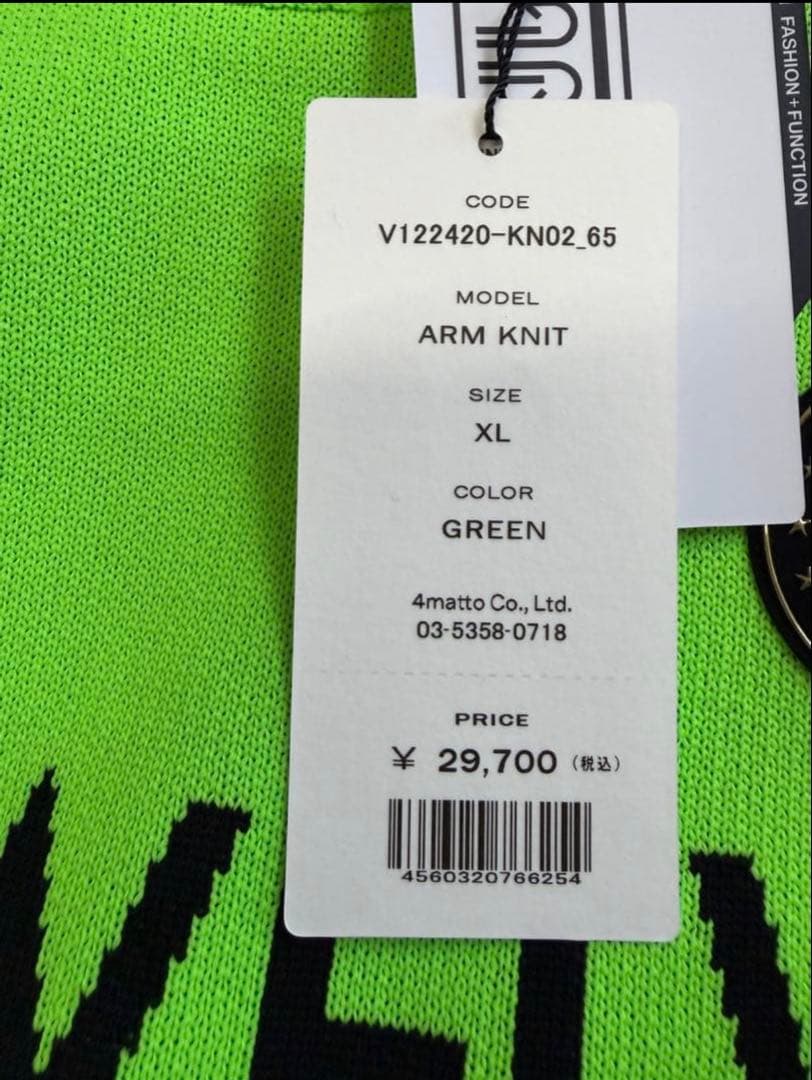 FASHION+FUNCTION
CODE
V122420-KN02_65
MODEL
ARM KNIT
SIZE
XL
COLOR
GREEN
4matto Co., Ltd.
03-5358-0718
PRICE
¥ 29,700 (税込)
4560320766254